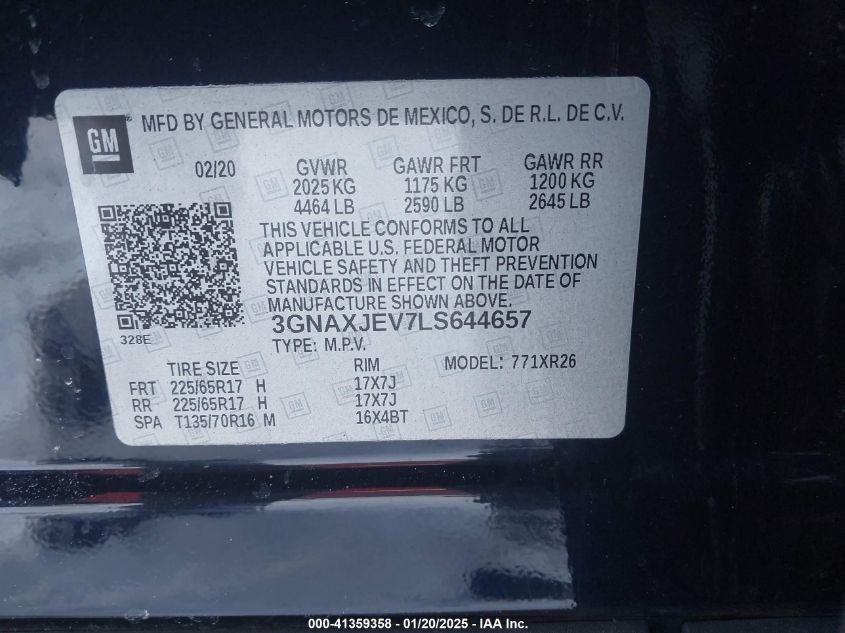 GM
MFD BY GENERAL MOTORS DE MEXICO, S. DE R.L. DE C.V.
02/20 GVWR GAWR FRT GAWR RR
2025 KG 1175 KG 1200 KG
4464 LB 2590 LB 2645 LB
THIS VEHICLE CONFORMS TO ALL
APPLICABLE U.S. FEDERAL MOTOR
VEHICLE SAFETY AND THEFT PREVENTION
STANDARDS IN EFFECT ON THE DATE OF
MANUFACTURE SHOWN ABOVE.
328E
3GNAXJEV7LS644657
TYPE: M.P.V.
TIRE SIZE RIM MODEL: 771XR26
FRT 225/65R17 H 17X7J
RR 225/65R17 H 17X7J
SPA T135/70R16 M 16X4BT
000-41359358 - 01/20/2025 - IAA Inc.